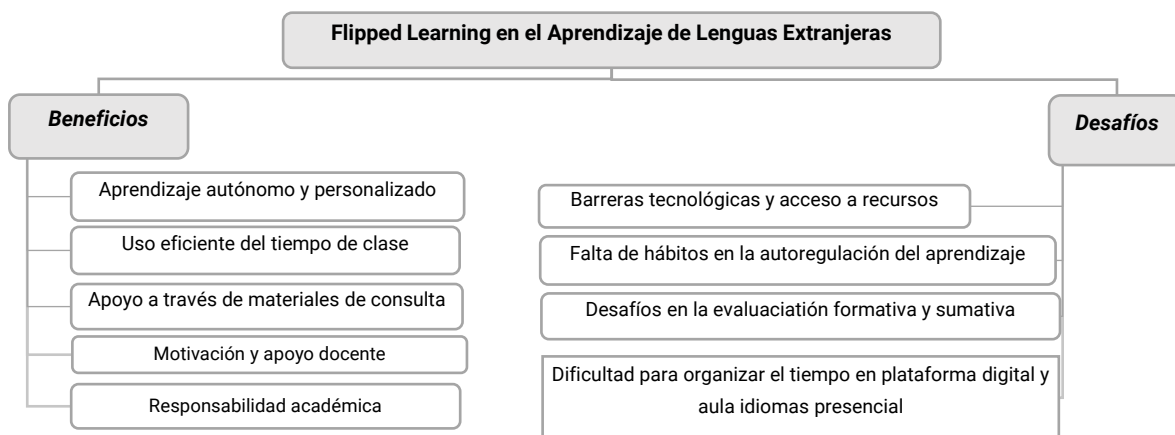 Flipped Learning en el Aprendizaje de Lenguas Extranjeras
Beneficios
Aprendizaje autónomo y personalizado
Uso eficiente del tiempo de clase
Apoyo a través de materiales de consulta
Motivación y apoyo docente
Responsabilidad académica
Desafíos
Barreras tecnológicas y acceso a recursos
Falta de hábitos en la autoregulación del aprendizaje
Desafíos en la evaluaciatión formativa y sumativa
Dificultad para organizar el tiempo en plataforma digital y
aula idiomas presencial